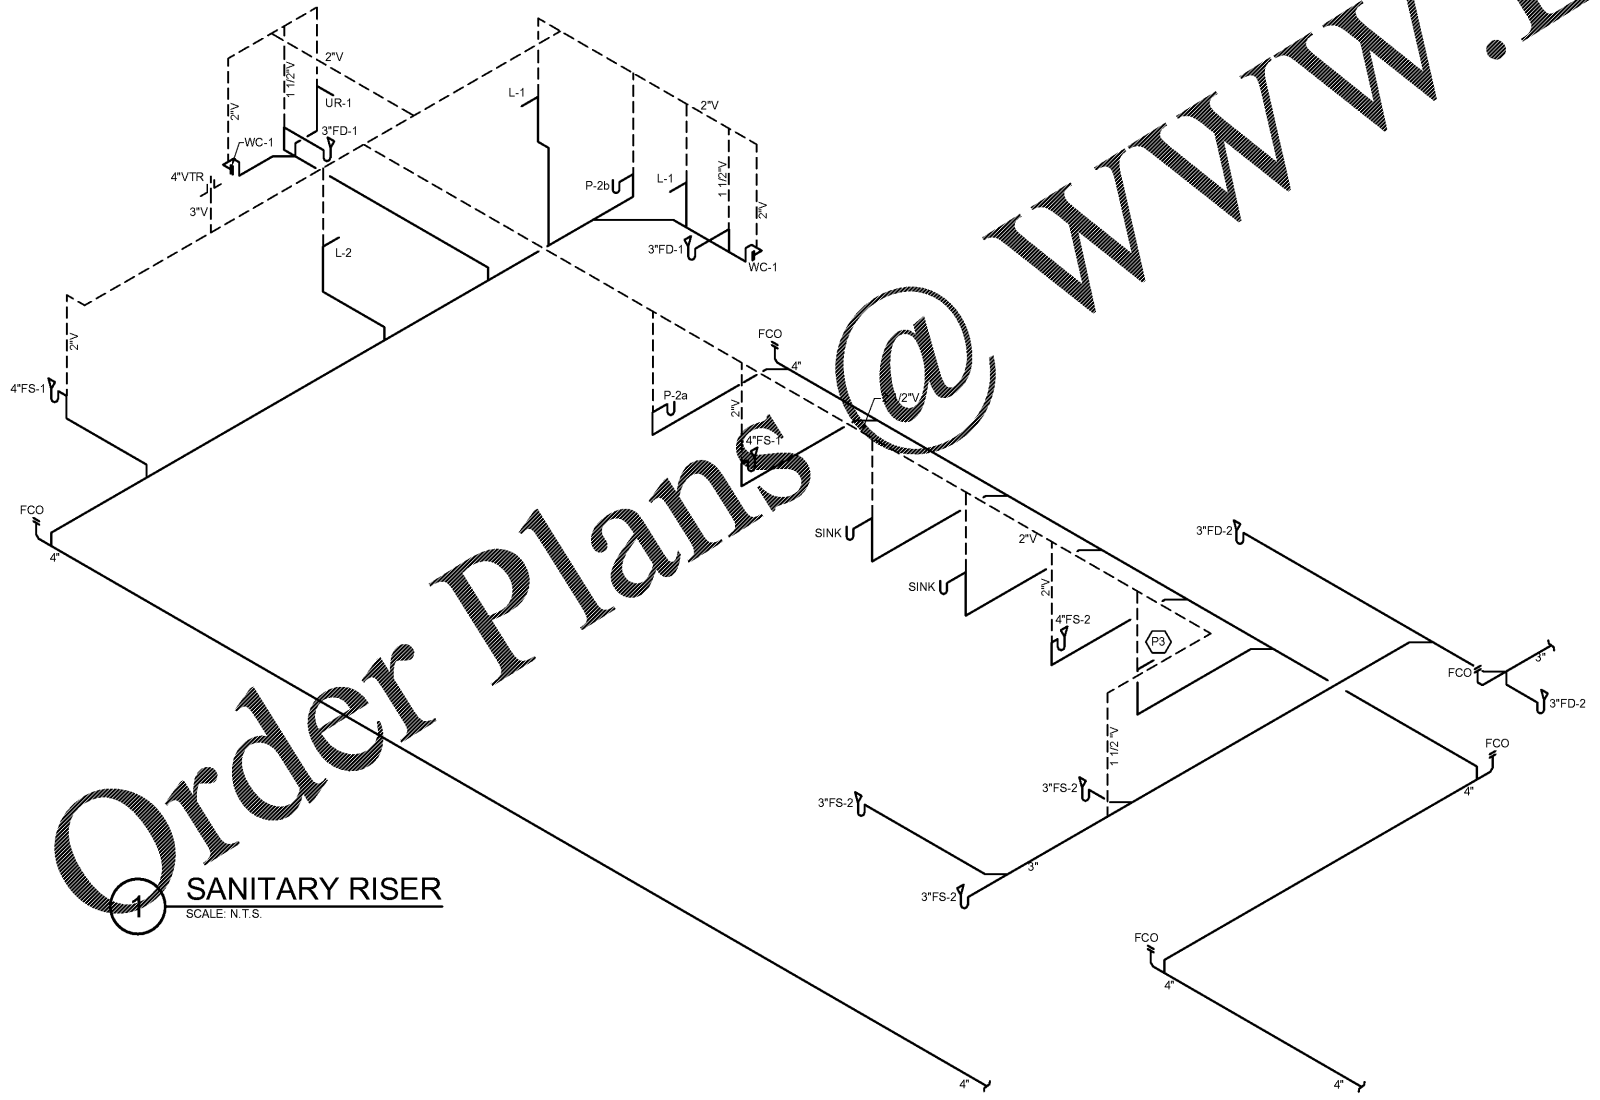 2"V
1 1/2"V
2"V
UR-1
3"FD-1
WC-1
4"VTR
3"V
L-1
2"V
P-2b
L-1
1 1/2"V
2"V
3"FD-1
WC-1
L-2
2"V
4"FS-1
FCO
4"
P-2a
2"V
4"FS-1
FCO
4"
SINK
SINK
2"V
2"V
4"FS-2
P3
3"FD-2
FCO
3"
3"FD-2
1 1/2 "V
3"FS-2
3"FS-2
3"
3"FS-2
FCO
4"
FCO
4"
4"
4"
Order Plans @ www.
1
SANITARY RISER
SCALE: N.T.S.